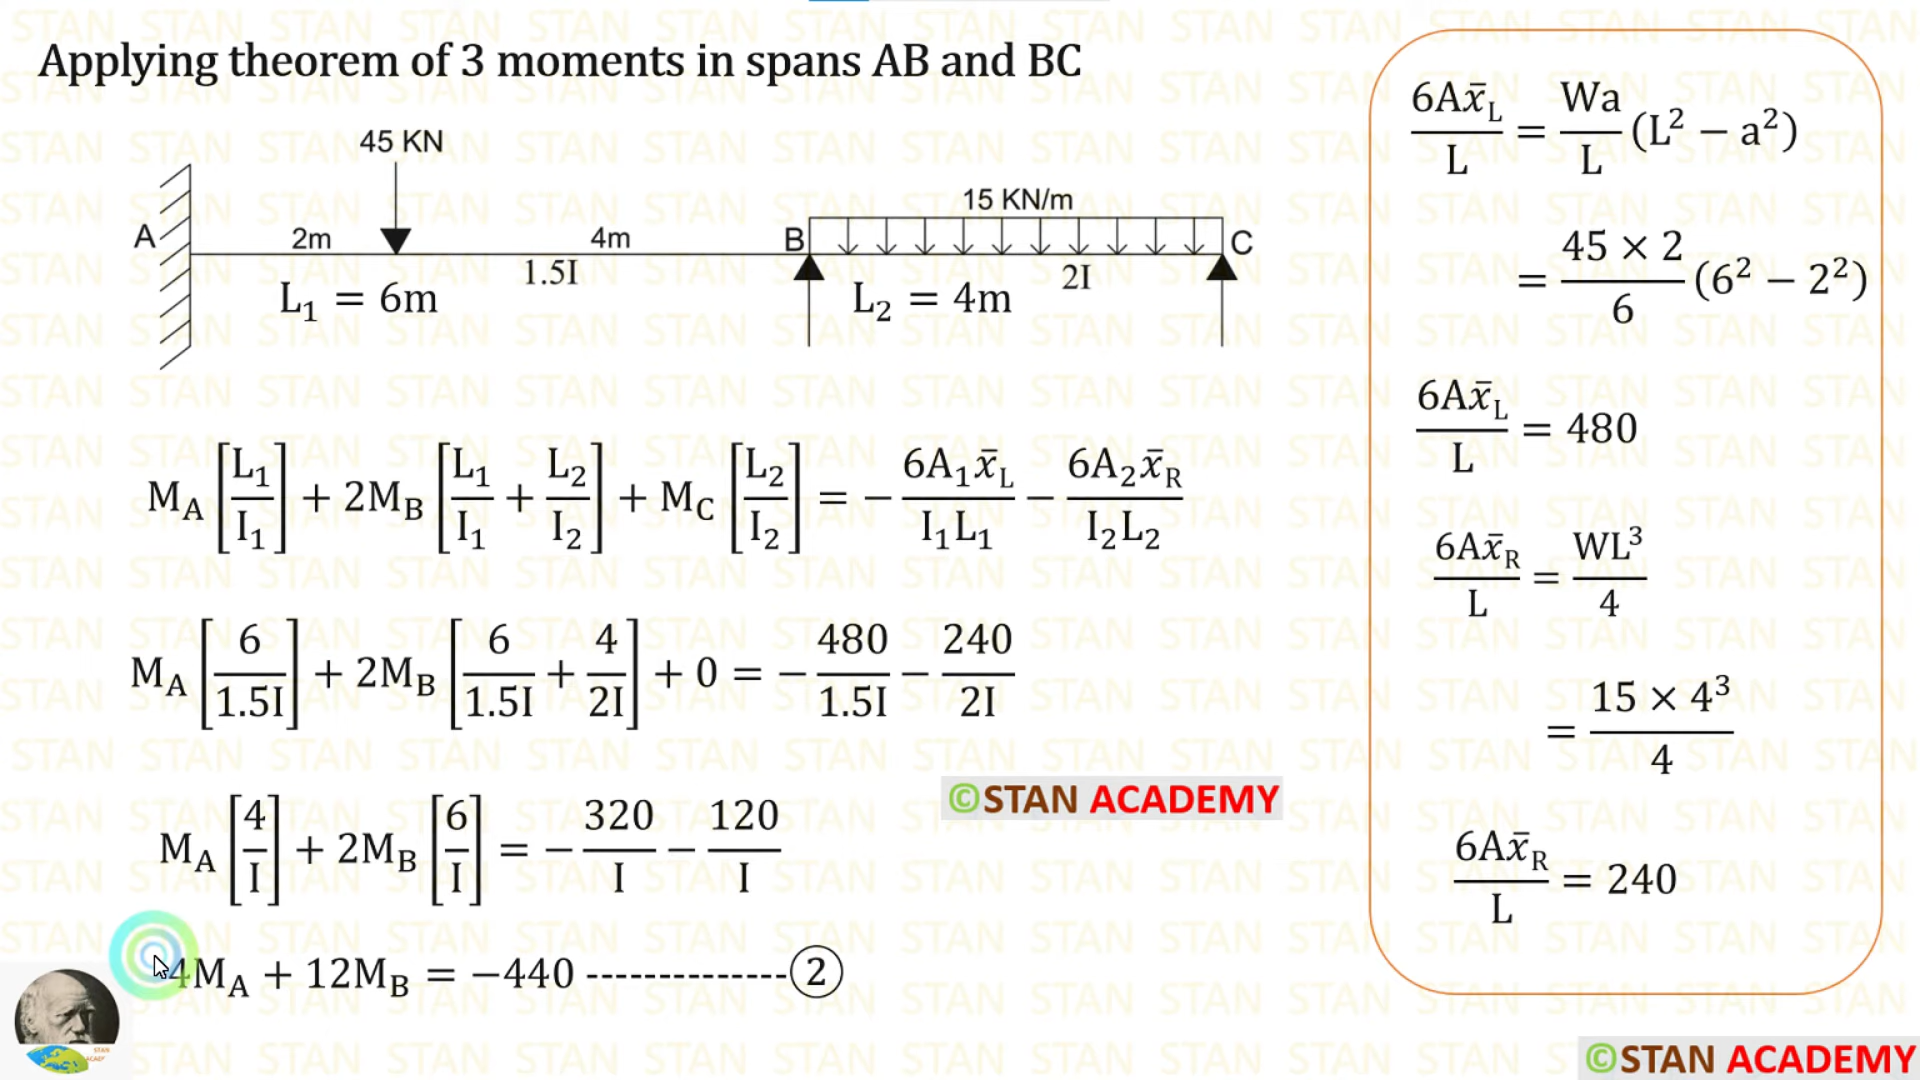 Applying theorem of 3 moments in spans AB and BC
45 KN
15 KN/m
A 2m 4m B C
1.5I 2I
L₁ = 6m L₂ = 4m
M_A [L₁/I₁] + 2M_B [L₁/I₁ + L₂/I₂] + M_C [L₂/I₂] = − 6A₁x̄_L/I₁L₁ − 6A₂x̄_R/I₂L₂
M_A [6/1.5I] + 2M_B [6/1.5I + 4/2I] + 0 = − 480/1.5I − 240/2I
M_A [4/I] + 2M_B [6/I] = − 320/I − 120/I
4M_A + 12M_B = −440 --------------②
6Ax̄_L/L = Wa/L (L² − a²)
= 45 × 2/6 (6² − 2²)
6Ax̄_L/L = 480
6Ax̄_R/L = WL³/4
= 15 × 4³/4
6Ax̄_R/L = 240
©STAN ACADEMY
©STAN ACADEMY